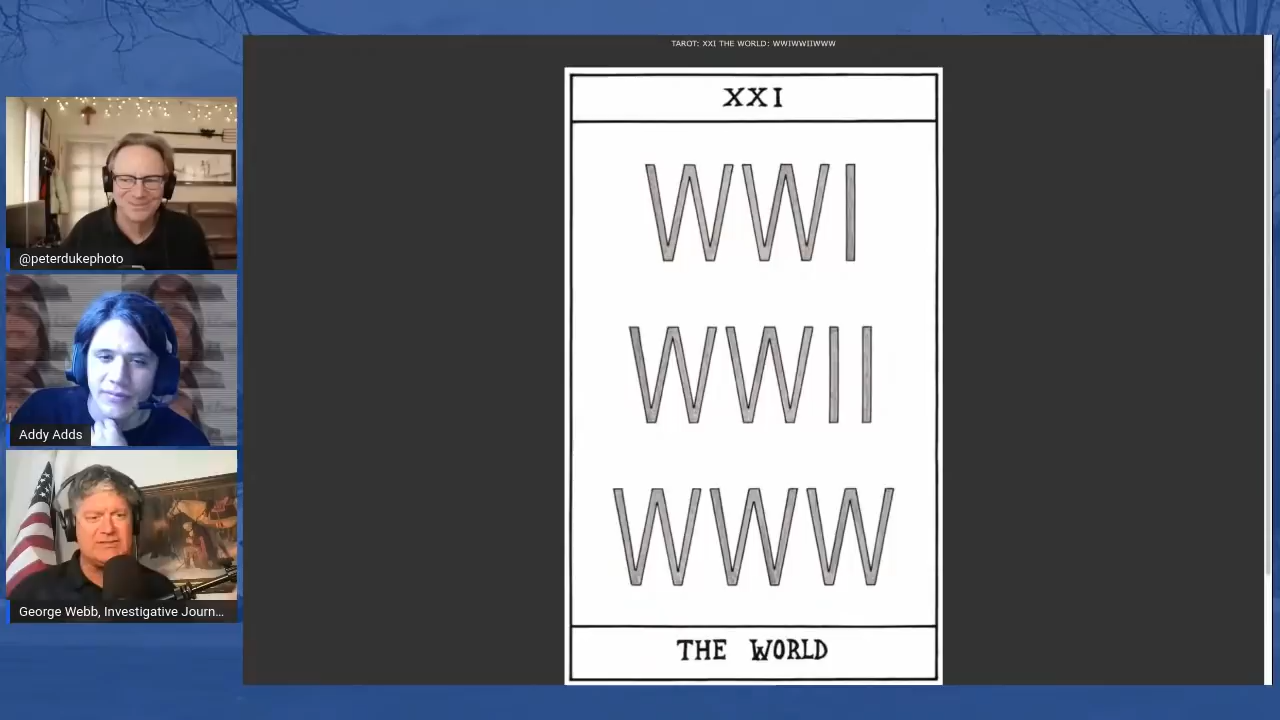 TAROT: XXI THE WORLD: WWIWWIIWWW
XXI
WWI
WWII
WWW
THE WORLD
@peterdukephoto
Addy Adds
George Webb, Investigative Journ...